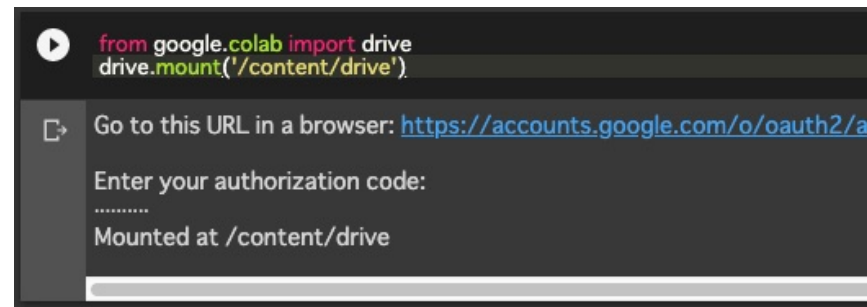 from google.colab import drive
drive.mount('/content/drive')
Go to this URL in a browser: https://accounts.google.com/o/oauth2/a
Enter your authorization code:
··········
Mounted at /content/drive